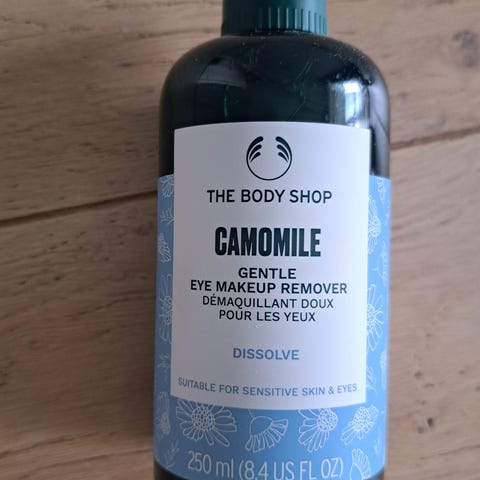 THE BODY SHOP
CAMOMILE
GENTLE
EYE MAKEUP REMOVER
DÉMAQUILLANT DOUX
POUR LES YEUX
DISSOLVE
SUITABLE FOR SENSITIVE SKIN & EYES
250 ml (8.4 US FL OZ)